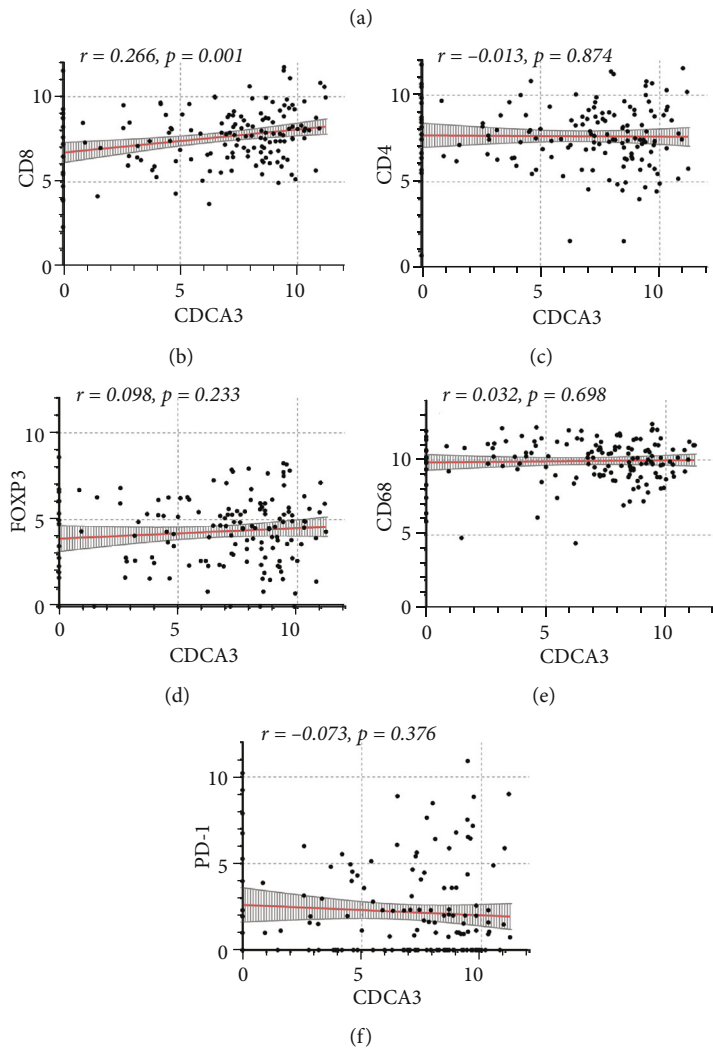 (a)
r = 0.266, p = 0.001
10
5
0
CD8
0 5 10
CDCA3
(b)
r = –0.013, p = 0.874
10
5
0
CD4
0 5 10
CDCA3
(c)
r = 0.098, p = 0.233
10
5
0
FOXP3
0 5 10
CDCA3
(d)
r = 0.032, p = 0.698
10
5
0
CD68
0 5 10
CDCA3
(e)
r = –0.073, p = 0.376
10
5
0
PD-1
0 5 10
CDCA3
(f)